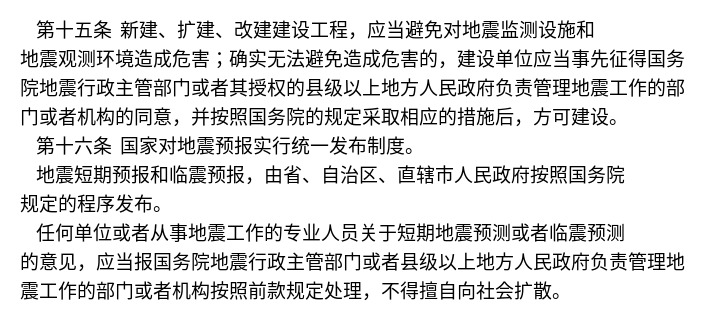 第十五条 新建、扩建、改建建设工程，应当避免对地震监测设施和
地震观测环境造成危害；确实无法避免造成危害的，建设单位应当事先征得国务
院地震行政主管部门或者其授权的县级以上地方人民政府负责管理地震工作的部
门或者机构的同意，并按照国务院的规定采取相应的措施后，方可建设。
第十六条 国家对地震预报实行统一发布制度。
地震短期预报和临震预报，由省、自治区、直辖市人民政府按照国务院
规定的程序发布。
任何单位或者从事地震工作的专业人员关于短期地震预测或者临震预测
的意见，应当报国务院地震行政主管部门或者县级以上地方人民政府负责管理地
震工作的部门或者机构按照前款规定处理，不得擅自向社会扩散。